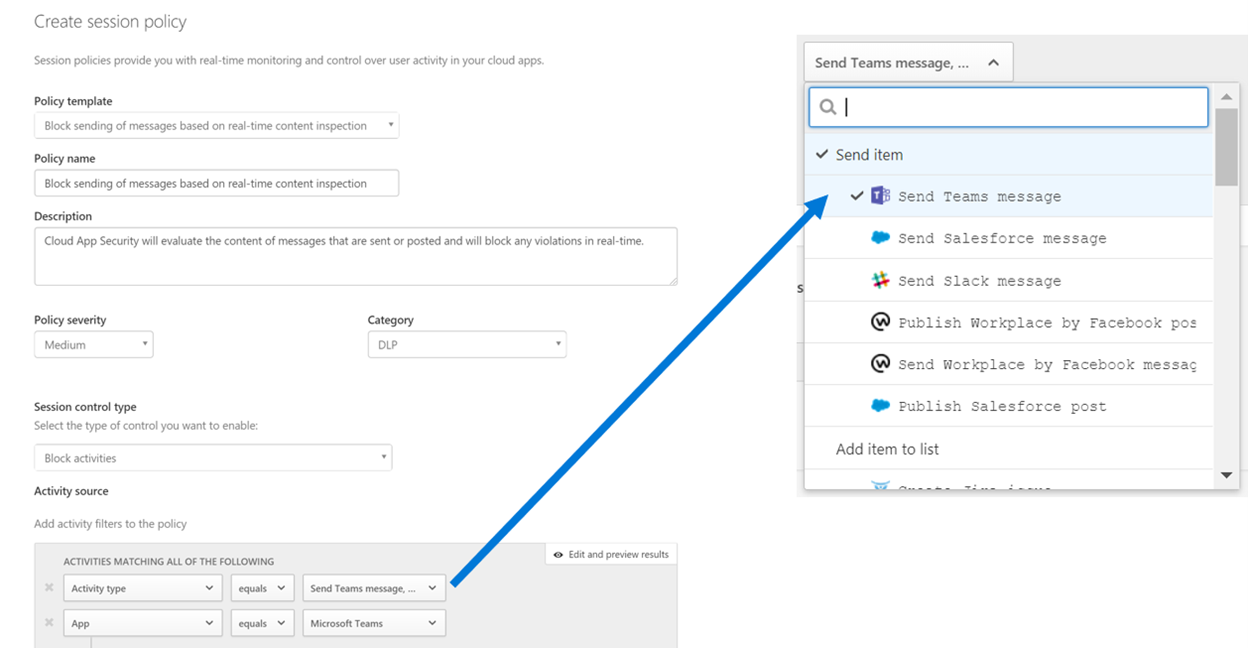 Create session policy
Session policies provide you with real-time monitoring and control over user activity in your cloud apps.
Policy template
Block sending of messages based on real-time content inspection
Policy name
Block sending of messages based on real-time content inspection
Description
Cloud App Security will evaluate the content of messages that are sent or posted and will block any violations in real-time.
Policy severity
Category
Medium
DLP
Session control type
Select the type of control you want to enable:
Block activities
Activity source
Add activity filters to the policy
Edit and preview results
ACTIVITIES MATCHING ALL OF THE FOLLOWING
Activity type equals Send Teams message, ...
App equals Microsoft Teams
Send Teams message, ...
Send item
Send Teams message
Send Salesforce message
Send Slack message
Publish Workplace by Facebook pos
Send Workplace by Facebook messag
Publish Salesforce post
Add item to list
Create Jira issue